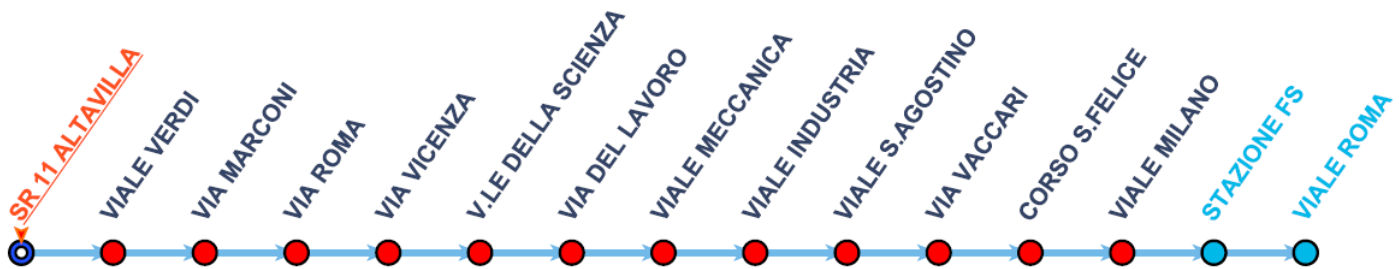 SR 11 ALTAVILLA
VIALE VERDI
VIA MARCONI
VIA ROMA
VIA VICENZA
V.LE DELLA SCIENZA
VIA DEL LAVORO
VIALE MECCANICA
VIALE INDUSTRIA
VIALE S.AGOSTINO
VIA VACCARI
CORSO S.FELICE
VIALE MILANO
STAZIONE FS
VIALE ROMA